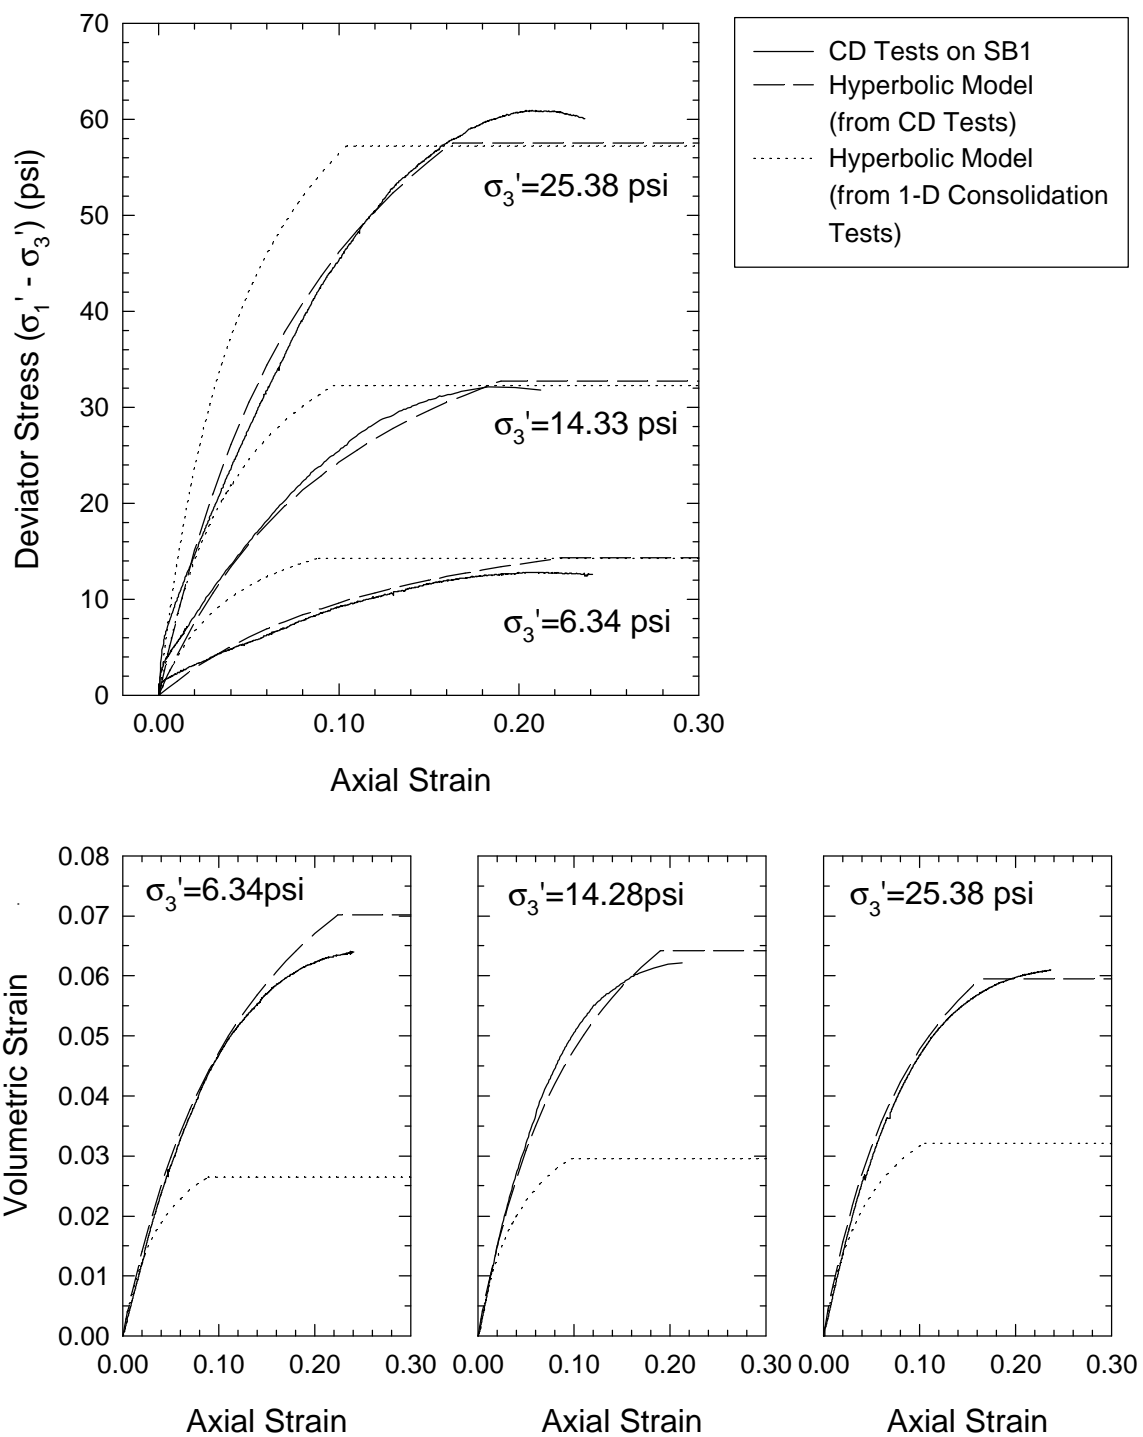 70
60
50
40
30
20
10
0
Deviator Stress (σ1' - σ3') (psi)
σ3'=25.38 psi
σ3'=14.33 psi
σ3'=6.34 psi
0.00 0.10 0.20 0.30
Axial Strain
CD Tests on SB1
Hyperbolic Model
(from CD Tests)
Hyperbolic Model
(from 1-D Consolidation
Tests)
0.08
0.07
0.06
0.05
0.04
0.03
0.02
0.01
0.00
Volumetric Strain
σ3'=6.34psi
0.00 0.10 0.20 0.30
Axial Strain
σ3'=14.28psi
0.00 0.10 0.20 0.30
Axial Strain
σ3'=25.38 psi
0.00 0.10 0.20 0.30
Axial Strain